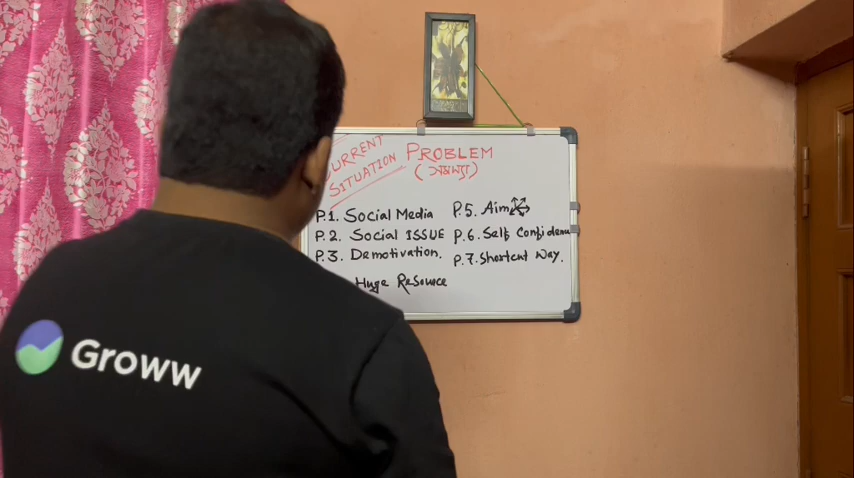 CURRENT
SITUATION
PROBLEM
(সমস্যা)
P.1. Social Media
P.2. Social ISSUE
P.3. Demotivation.
Huge Resource
P.5. Aim
P.6. Self Confiden
P.7. Shortcut Way.
Groww